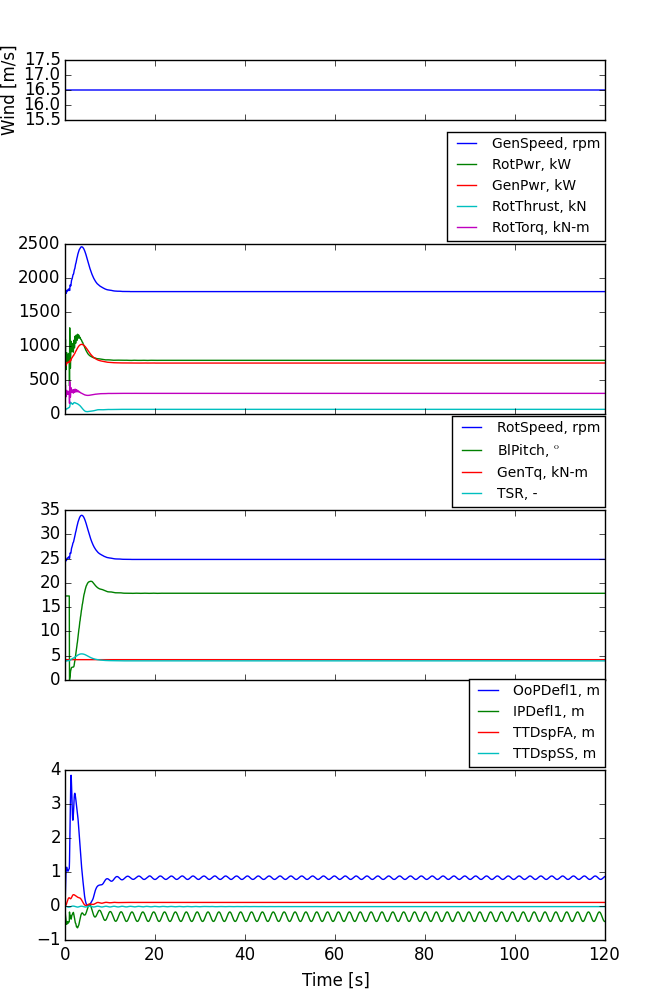 Wind [m/s]
17.5
17.0
16.5
16.0
15.5
GenSpeed, rpm
RotPwr, kW
GenPwr, kW
RotThrust, kN
RotTorq, kN-m
2500
2000
1500
1000
500
0
RotSpeed, rpm
BlPitch, °
GenTq, kN-m
TSR, -
35
30
25
20
15
10
5
0
OoPDefl1, m
IPDefl1, m
TTDspFA, m
TTDspSS, m
4
3
2
1
0
−1
0 20 40 60 80 100 120
Time [s]